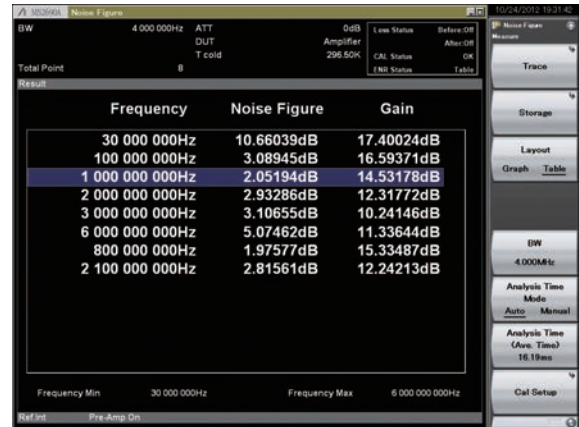 MS2690A Noise Figure
10/24/2012 19:31:42
BW 4 000 000Hz ATT 0dB
DUT Amplifier
T cold 296.50K
Total Point 8
Loss Status Before:Off
After:Off
CAL Status OK
ENR Status Table
Result
Frequency Noise Figure Gain
30 000 000Hz 10.66039dB 17.40024dB
100 000 000Hz 3.08945dB 16.59371dB
1 000 000 000Hz 2.05194dB 14.53178dB
2 000 000 000Hz 2.93286dB 12.31772dB
3 000 000 000Hz 3.10655dB 10.24146dB
6 000 000 000Hz 5.07462dB 11.33644dB
800 000 000Hz 1.97577dB 15.33487dB
2 100 000 000Hz 2.81561dB 12.24213dB
Frequency Min 30 000 000Hz Frequency Max 6 000 000 000Hz
Ref.Int Pre-Amp On
Noise Figure
Measure
Trace
Storage
Layout
Graph Table
BW
4.000MHz
Analysis Time
Mode
Auto Manual
Analysis Time
(Ave. Time)
16.19ms
Cal Setup